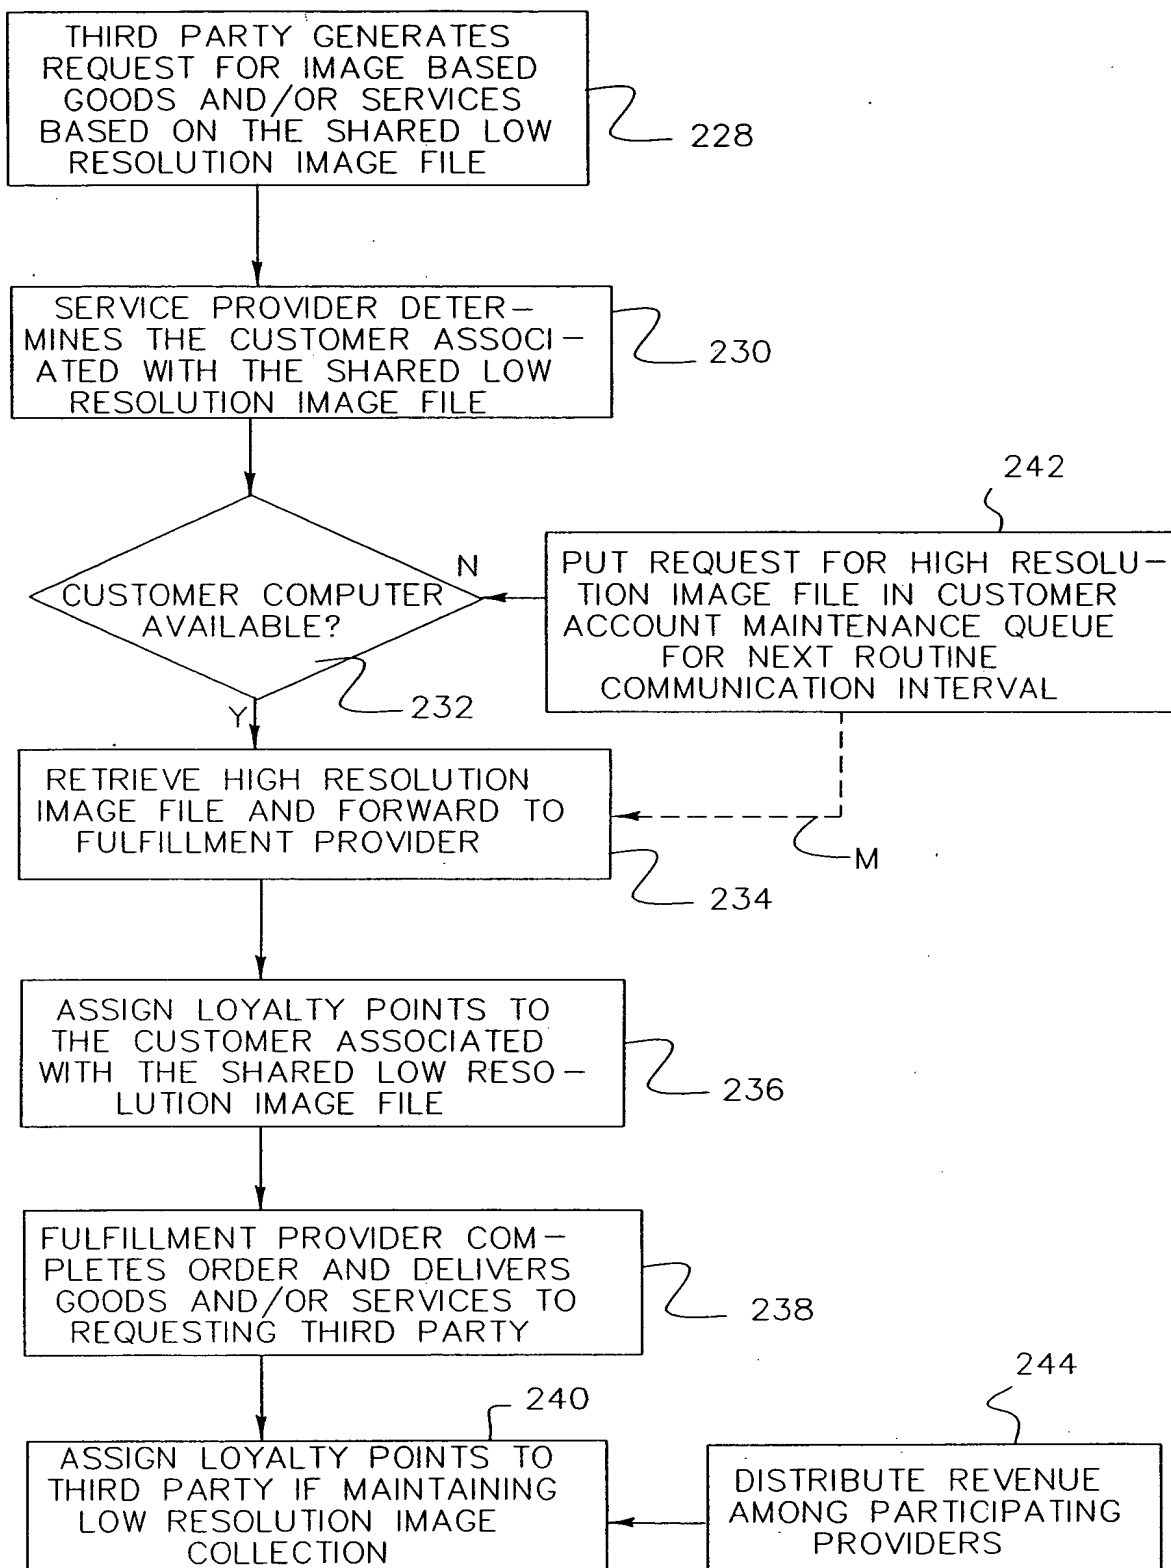 THIRD PARTY GENERATES
REQUEST FOR IMAGE BASED
GOODS AND/OR SERVICES
BASED ON THE SHARED LOW
RESOLUTION IMAGE FILE
228
SERVICE PROVIDER DETER-
MINES THE CUSTOMER ASSOCI-
ATED WITH THE SHARED LOW
RESOLUTION IMAGE FILE
230
CUSTOMER COMPUTER
AVAILABLE?
232
N
Y
242
PUT REQUEST FOR HIGH RESOLU-
TION IMAGE FILE IN CUSTOMER
ACCOUNT MAINTENANCE QUEUE
FOR NEXT ROUTINE
COMMUNICATION INTERVAL
RETRIEVE HIGH RESOLUTION
IMAGE FILE AND FORWARD TO
FULFILLMENT PROVIDER
M
234
ASSIGN LOYALTY POINTS TO
THE CUSTOMER ASSOCIATED
WITH THE SHARED LOW RESO-
LUTION IMAGE FILE
236
FULFILLMENT PROVIDER COM-
PLETES ORDER AND DELIVERS
GOODS AND/OR SERVICES TO
REQUESTING THIRD PARTY
238
240
ASSIGN LOYALTY POINTS TO
THIRD PARTY IF MAINTAINING
LOW RESOLUTION IMAGE
COLLECTION
244
DISTRIBUTE REVENUE
AMONG PARTICIPATING
PROVIDERS